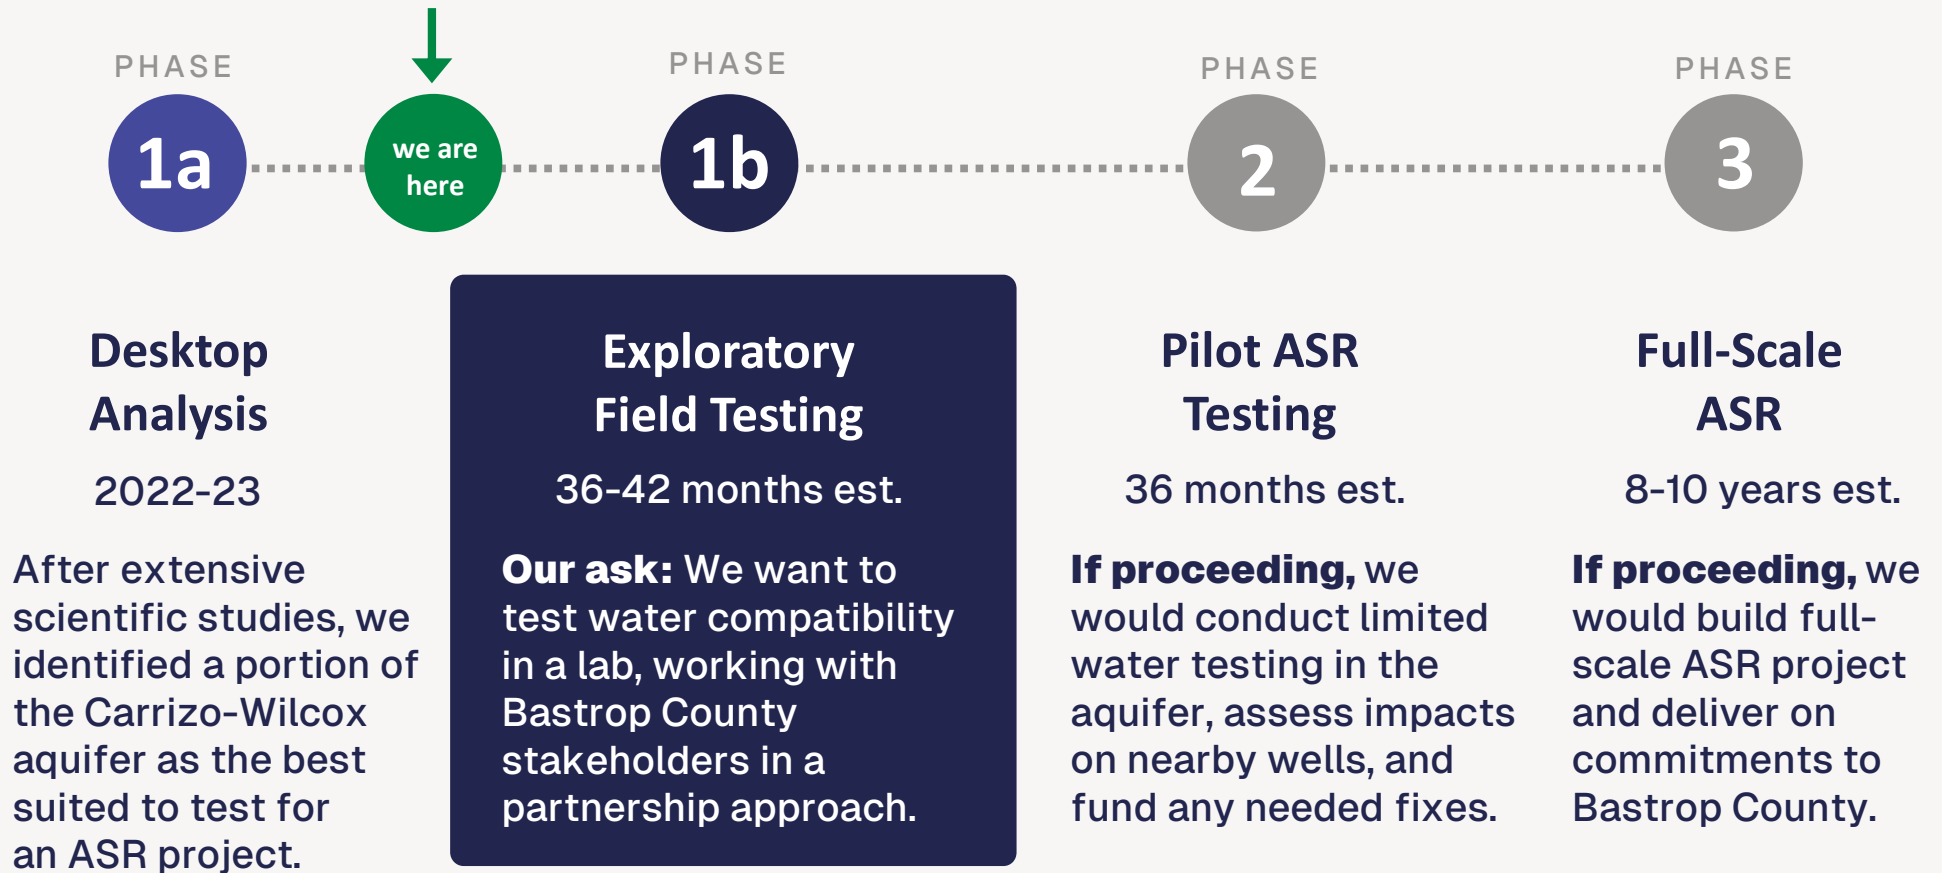 PHASE
1a
we are
here
PHASE
1b
PHASE
2
PHASE
3
Desktop
Analysis
2022-23
After extensive
scientific studies, we
identified a portion of
the Carrizo-Wilcox
aquifer as the best
suited to test for
an ASR project.
Exploratory
Field Testing
36-42 months est.
Our ask: We want to
test water compatibility
in a lab, working with
Bastrop County
stakeholders in a
partnership approach.
Pilot ASR
Testing
36 months est.
If proceeding, we
would conduct limited
water testing in the
aquifer, assess impacts
on nearby wells, and
fund any needed fixes.
Full-Scale
ASR
8-10 years est.
If proceeding, we
would build full-
scale ASR project
and deliver on
commitments to
Bastrop County.